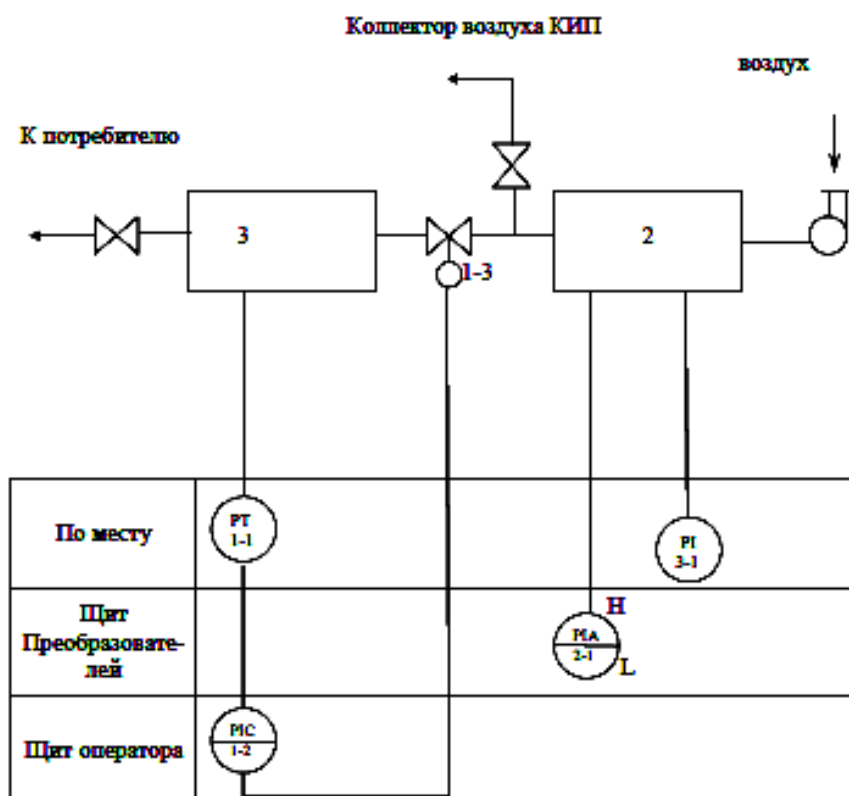 Коллектор воздуха КИП
воздух
К потребителю
3
2
1-3
По месту
PT
1-1
PI
3-1
Щит
Преобразовате-
лей
H
PIA
2-1
L
Щит оператора
PIC
1-2